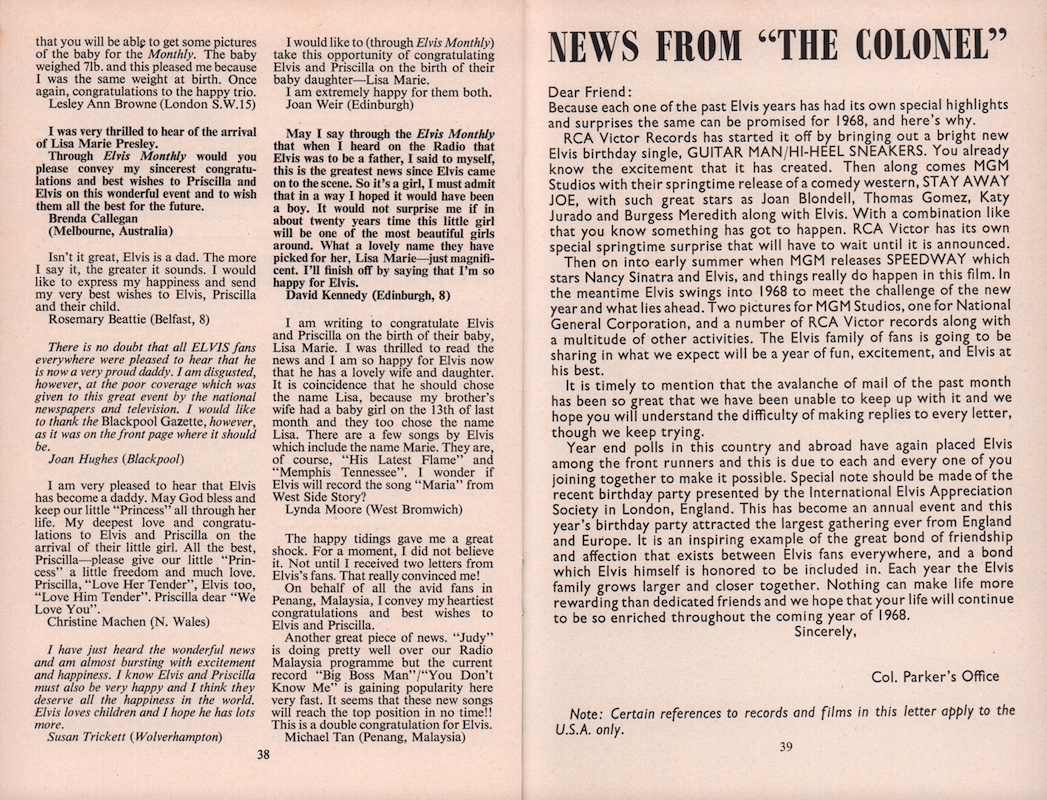 that you will be able to get some pictures
of the baby for the Monthly. The baby
weighed 7lb. and this pleased me because
I was the same weight at birth. Once
again, congratulations to the happy trio.
Lesley Ann Browne (London S.W.15)
I was very thrilled to hear of the arrival
of Lisa Marie Presley.
Through Elvis Monthly would you
please convey my sincerest congratu-
lations and best wishes to Priscilla and
Elvis on this wonderful event and to wish
them all the best for the future.
Brenda Callegan
(Melbourne, Australia)
Isn't it great, Elvis is a dad. The more
I say it, the greater it sounds. I would
like to express my happiness and send
my very best wishes to Elvis, Priscilla
and their child.
Rosemary Beattie (Belfast, 8)
There is no doubt that all ELVIS fans
everywhere were pleased to hear that he
is now a very proud daddy. I am disgusted,
however, at the poor coverage which was
given to this great event by the national
newspapers and television. I would like
to thank the Blackpool Gazette, however,
as it was on the front page where it should
be.
Joan Hughes (Blackpool)
I am very pleased to hear that Elvis
has become a daddy. May God bless and
keep our little "Princess" all through her
life. My deepest love and congratu-
lations to Elvis and Priscilla on the
arrival of their little girl. All the best,
Priscilla—please give our little "Prin-
cess" a little freedom and much love.
Priscilla, "Love Her Tender", Elvis too,
"Love Him Tender". Priscilla dear "We
Love You".
Christine Machen (N. Wales)
I have just heard the wonderful news
and am almost bursting with excitement
and happiness. I know Elvis and Priscilla
must also be very happy and I think they
deserve all the happiness in the world.
Elvis loves children and I hope he has lots
more.
Susan Trickett (Wolverhampton)
I would like to (through Elvis Monthly)
take this opportunity of congratulating
Elvis and Priscilla on the birth of their
baby daughter—Lisa Marie.
I am extremely happy for them both.
Joan Weir (Edinburgh)
May I say through the Elvis Monthly
that when I heard on the Radio that
Elvis was to be a father, I said to myself,
this is the greatest news since Elvis came
on to the scene. So it's a girl, I must admit
that in a way I hoped it would have been
a boy. It would not surprise me if in
about twenty years time this little girl
will be one of the most beautiful girls
around. What a lovely name they have
picked for her, Lisa Marie—just magnifi-
cent. I'll finish off by saying that I'm so
happy for Elvis.
David Kennedy (Edinburgh, 8)
I am writing to congratulate Elvis
and Priscilla on the birth of their baby,
Lisa Marie. I was thrilled to read the
news and I am so happy for Elvis now
that he has a lovely wife and daughter.
It is coincidence that he should chose
the name Lisa, because my brother's
wife had a baby girl on the 13th of last
month and they too chose the name
Lisa. There are a few songs by Elvis
which include the name Marie. They are,
of course, "His Latest Flame" and
"Memphis Tennessee". I wonder if
Elvis will record the song "Maria" from
West Side Story?
Lynda Moore (West Bromwich)
The happy tidings gave me a great
shock. For a moment, I did not believe
it. Not until I received two letters from
Elvis's fans. That really convinced me!
On behalf of all the avid fans in
Penang, Malaysia, I convey my heartiest
congratulations and best wishes to
Elvis and Priscilla.
Another great piece of news. "Judy"
is doing pretty well over our Radio
Malaysia programme but the current
record "Big Boss Man"/"You Don't
Know Me" is gaining popularity here
very fast. It seems that these new songs
will reach the top position in no time!!
This is a double congratulation for Elvis.
Michael Tan (Penang, Malaysia)
38
NEWS FROM "THE COLONEL"
Dear Friend:
Because each one of the past Elvis years has had its own special highlights
and surprises the same can be promised for 1968, and here's why.
RCA Victor Records has started it off by bringing out a bright new
Elvis birthday single, GUITAR MAN/HI-HEEL SNEAKERS. You already
know the excitement that it has created. Then along comes MGM
Studios with their springtime release of a comedy western, STAY AWAY
JOE, with such great stars as Joan Blondell, Thomas Gomez, Katy
Jurado and Burgess Meredith along with Elvis. With a combination like
that you know something has got to happen. RCA Victor has its own
special springtime surprise that will have to wait until it is announced.
Then on into early summer when MGM releases SPEEDWAY which
stars Nancy Sinatra and Elvis, and things really do happen in this film. In
the meantime Elvis swings into 1968 to meet the challenge of the new
year and what lies ahead. Two pictures for MGM Studios, one for National
General Corporation, and a number of RCA Victor records along with
a multitude of other activities. The Elvis family of fans is going to be
sharing in what we expect will be a year of fun, excitement, and Elvis at
his best.
It is timely to mention that the avalanche of mail of the past month
has been so great that we have been unable to keep up with it and we
hope you will understand the difficulty of making replies to every letter,
though we keep trying.
Year end polls in this country and abroad have again placed Elvis
among the front runners and this is due to each and every one of you
joining together to make it possible. Special note should be made of the
recent birthday party presented by the International Elvis Appreciation
Society in London, England. This has become an annual event and this
year's birthday party attracted the largest gathering ever from England
and Europe. It is an inspiring example of the great bond of friendship
and affection that exists between Elvis fans everywhere, and a bond
which Elvis himself is honored to be included in. Each year the Elvis
family grows larger and closer together. Nothing can make life more
rewarding than dedicated friends and we hope that your life will continue
to be so enriched throughout the coming year of 1968.
Sincerely,
Col. Parker's Office
Note: Certain references to records and films in this letter apply to the
U.S.A. only.
39